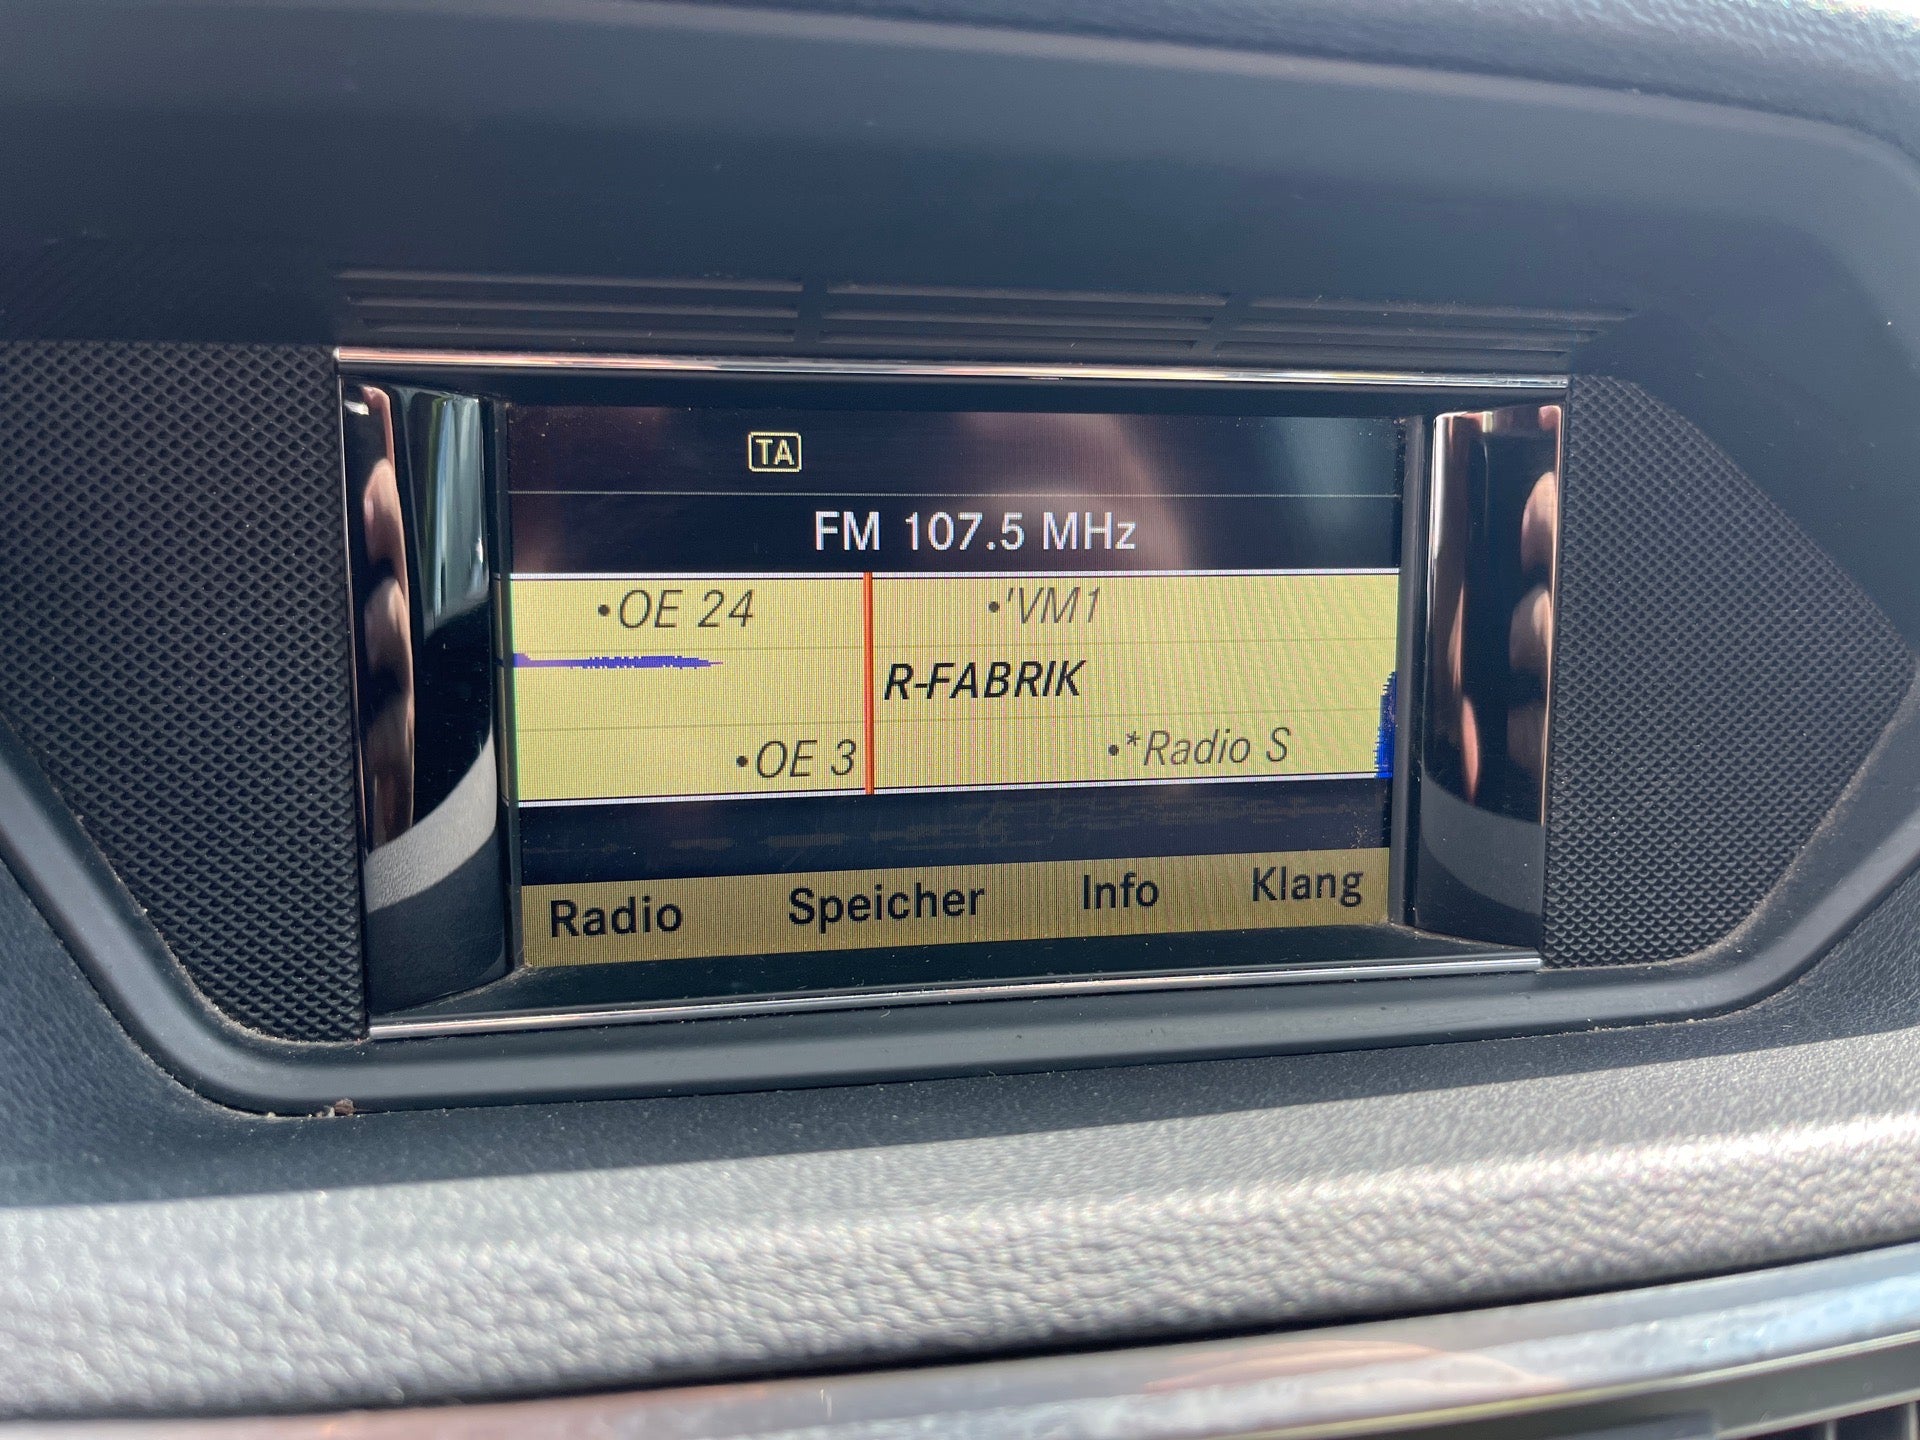 TA
FM 107.5 MHz
•OE 24 •'VM1
R-FABRIK
•OE 3 •*Radio S
Radio Speicher Info Klang